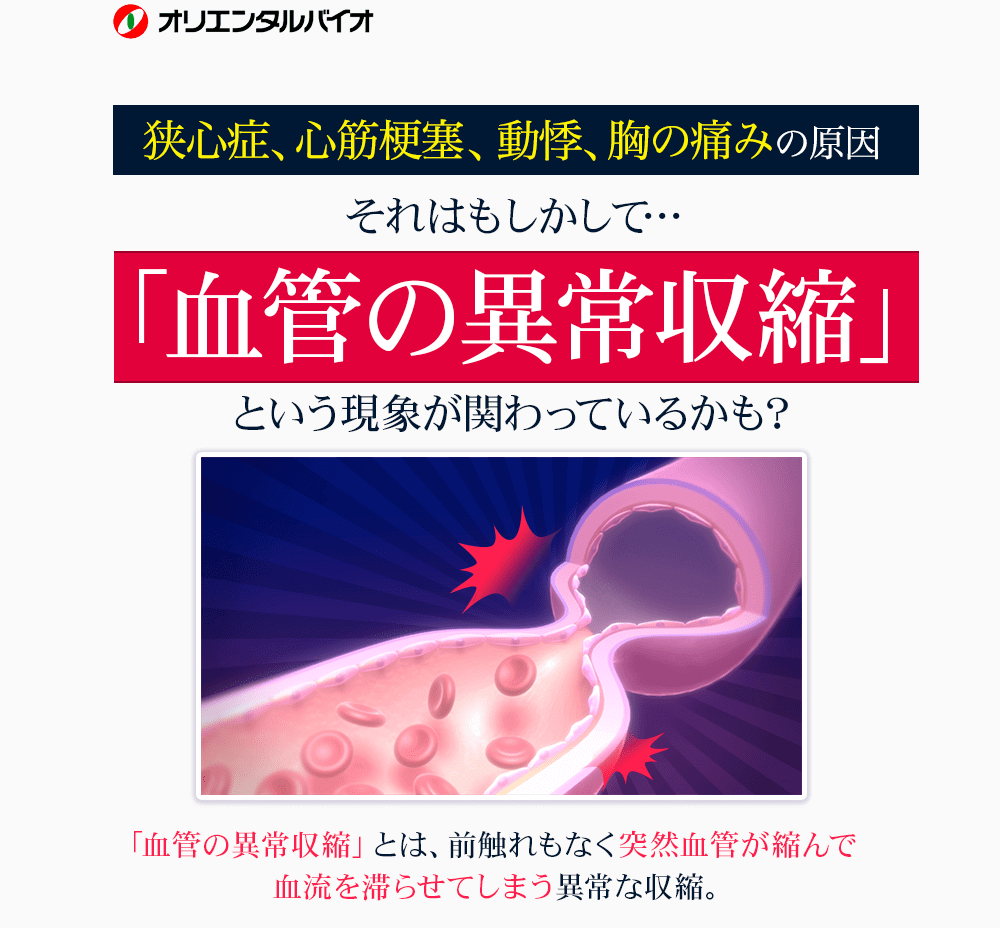 オリエンタルバイオ
狭心症、心筋梗塞、動悸、胸の痛みの原因
それはもしかして…
「血管の異常収縮」
という現象が関わっているかも？
「血管の異常収縮」とは、前触れもなく突然血管が縮んで
血流を滞らせてしまう異常な収縮。